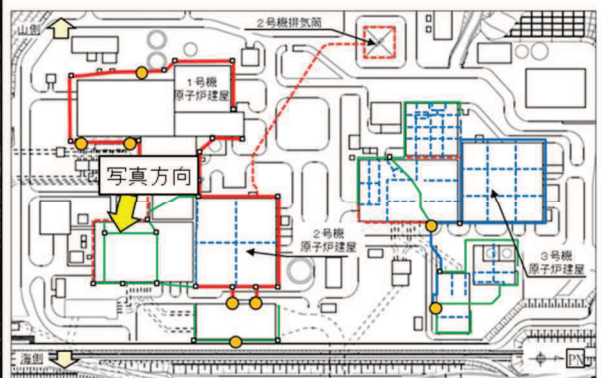 山側
2号機排気筒
1号機
原子炉建屋
写真方向
2号機
原子炉建屋
3号機
原子炉建屋
海側
PN